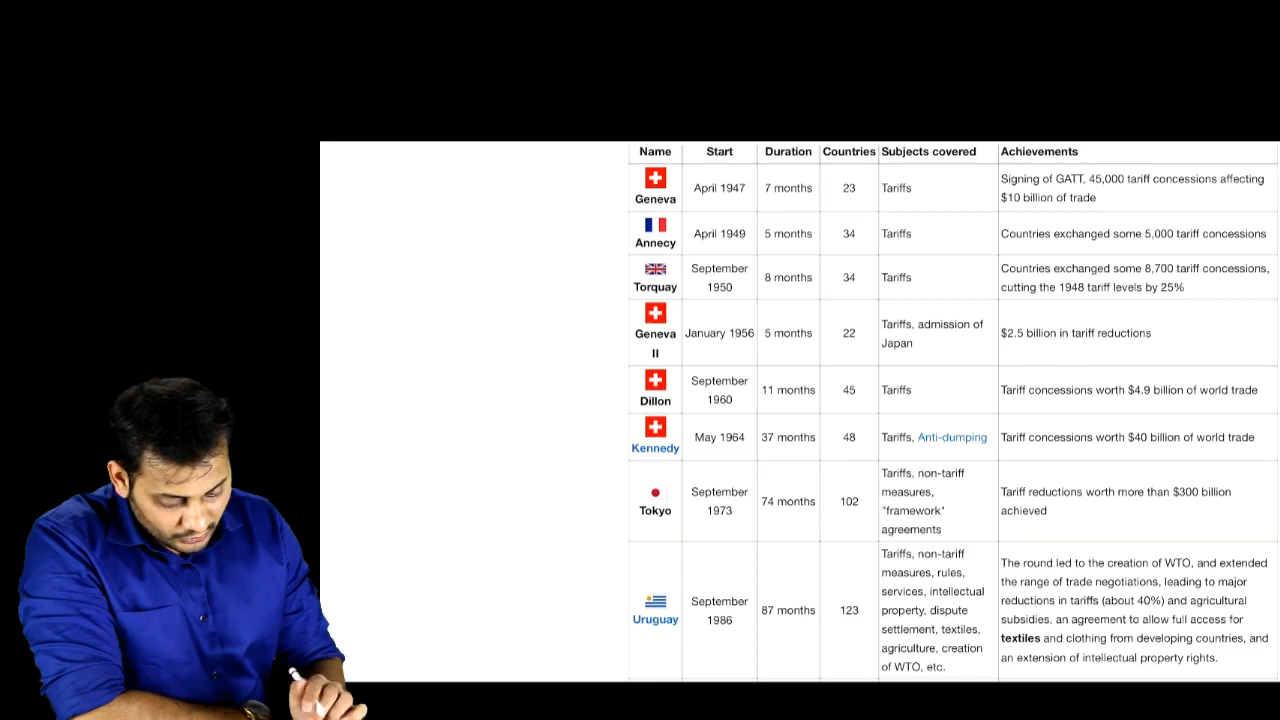 Name Start Duration Countries Subjects covered Achievements
Geneva April 1947 7 months 23 Tariffs Signing of GATT, 45,000 tariff concessions affecting
$10 billion of trade
Annecy April 1949 5 months 34 Tariffs Countries exchanged some 5,000 tariff concessions
Torquay September
1950 8 months 34 Tariffs Countries exchanged some 8,700 tariff concessions,
cutting the 1948 tariff levels by 25%
Geneva
II January 1956 5 months 22 Tariffs, admission of
Japan $2.5 billion in tariff reductions
Dillon September
1960 11 months 45 Tariffs Tariff concessions worth $4.9 billion of world trade
Kennedy May 1964 37 months 48 Tariffs, Anti-dumping Tariff concessions worth $40 billion of world trade
Tokyo September
1973 74 months 102 Tariffs, non-tariff
measures,
"framework"
agreements Tariff reductions worth more than $300 billion
achieved
Uruguay September
1986 87 months 123 Tariffs, non-tariff
measures, rules,
services, intellectual
property, dispute
settlement, textiles,
agriculture, creation
of WTO, etc. The round led to the creation of WTO, and extended
the range of trade negotiations, leading to major
reductions in tariffs (about 40%) and agricultural
subsidies, an agreement to allow full access for
textiles and clothing from developing countries, and
an extension of intellectual property rights.